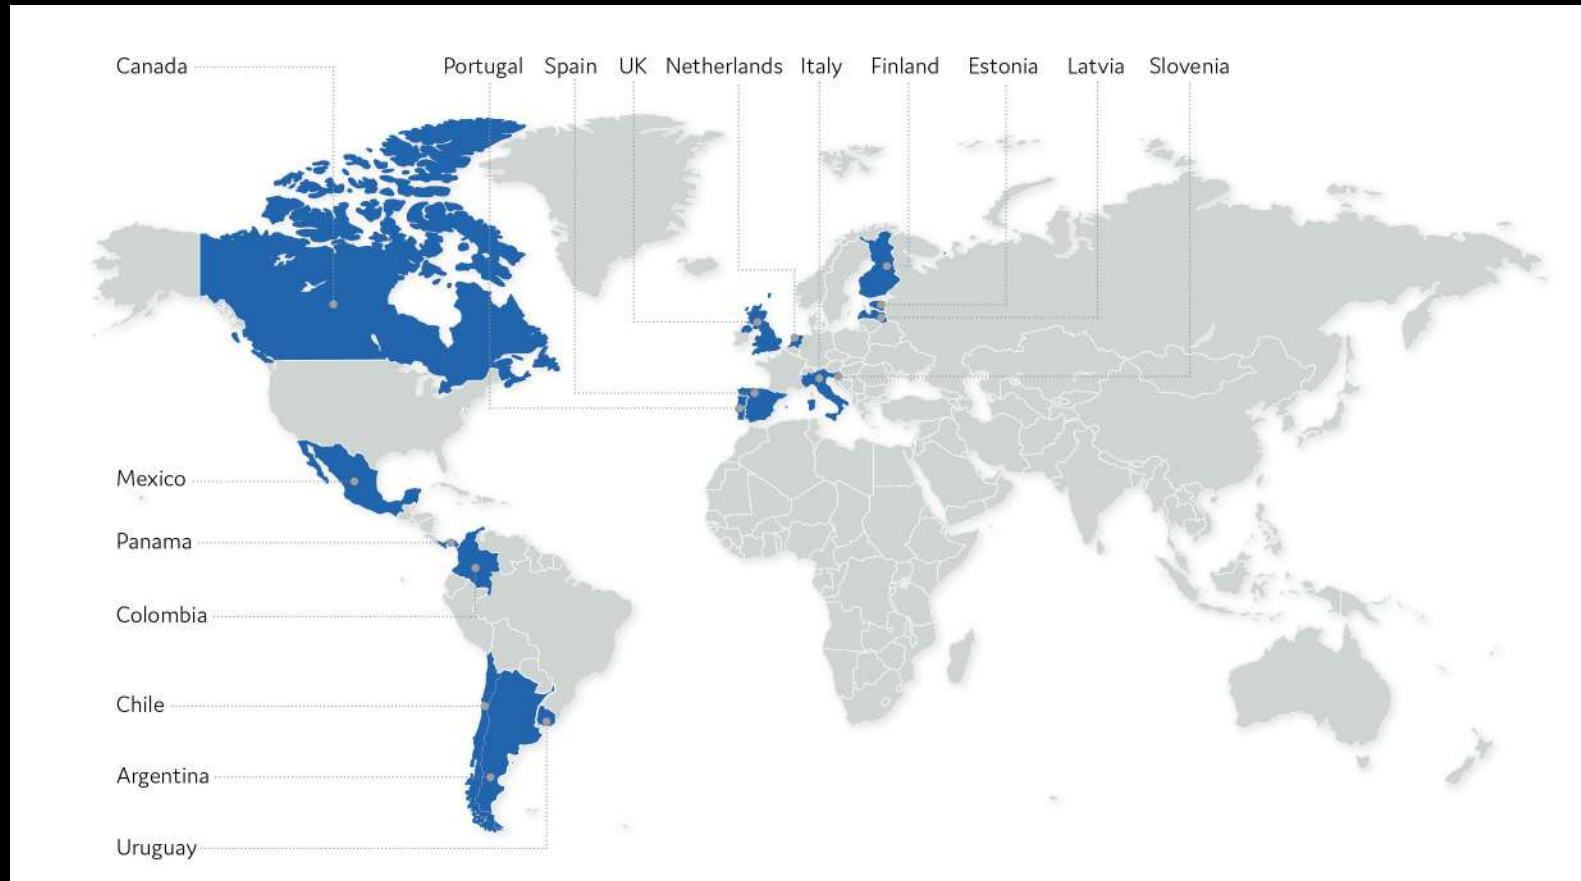 Canada
Portugal
Spain
UK
Netherlands
Italy
Finland
Estonia
Latvia
Slovenia
Mexico
Panama
Colombia
Chile
Argentina
Uruguay